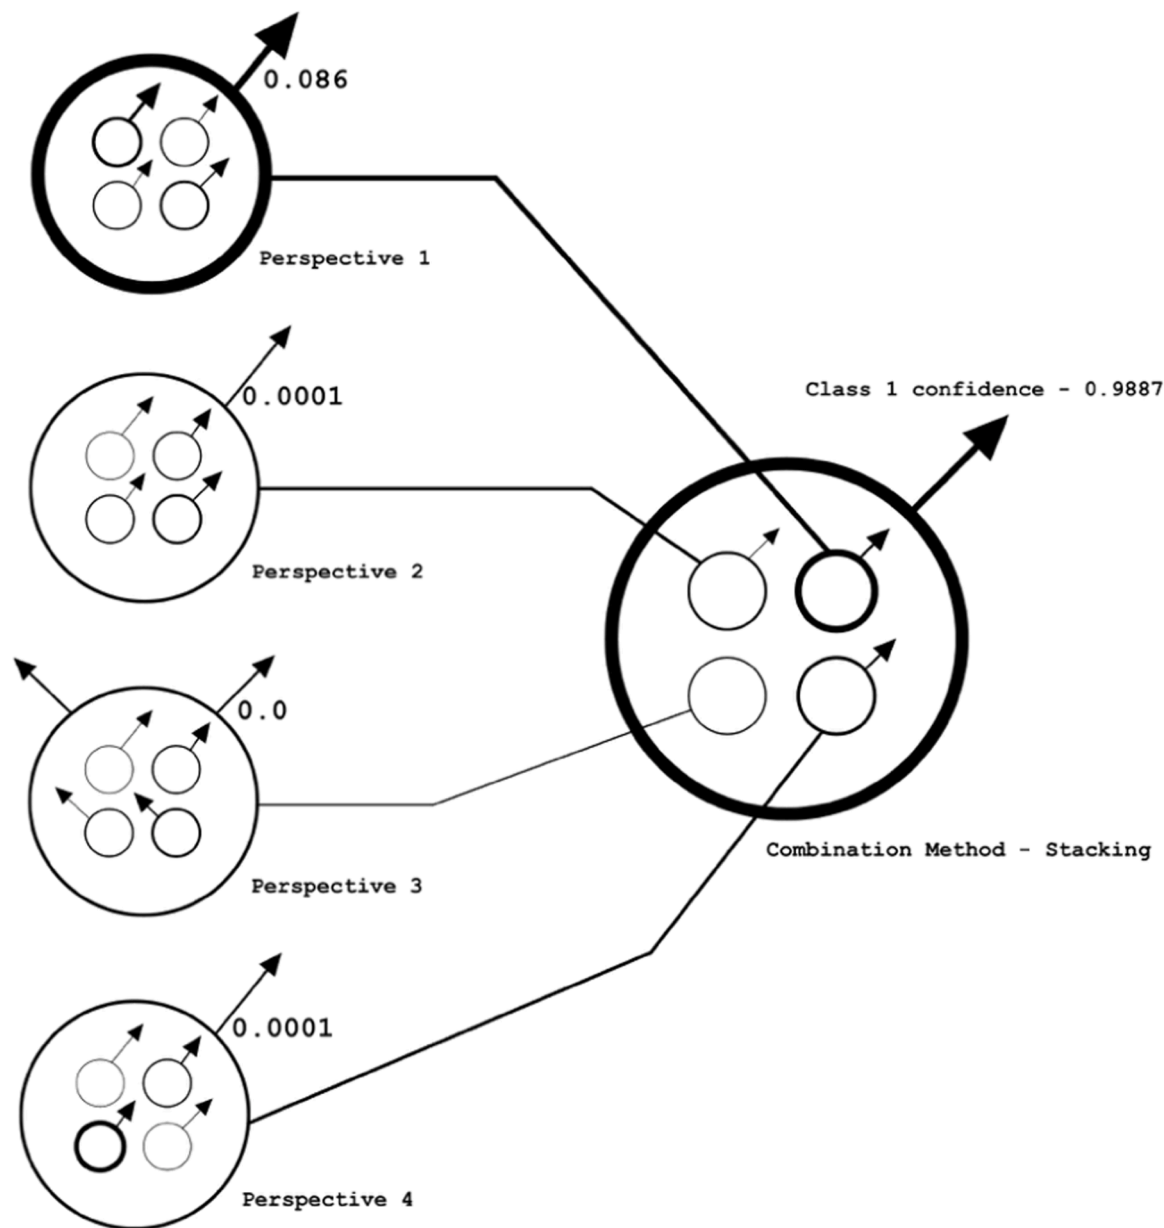 0.086
Perspective 1
0.0001
Perspective 2
Class 1 confidence - 0.9887
0.0
Perspective 3
Combination Method - Stacking
0.0001
Perspective 4